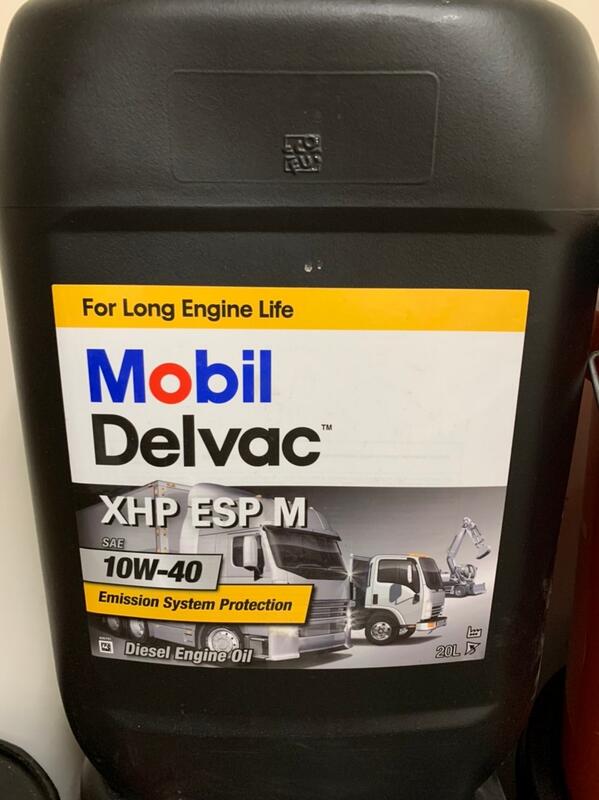 For Long Engine Life
Mobil
Delvac™
XHP ESP M
SAE
10W-40
Emission System Protection
Diesel Engine Oil
20L